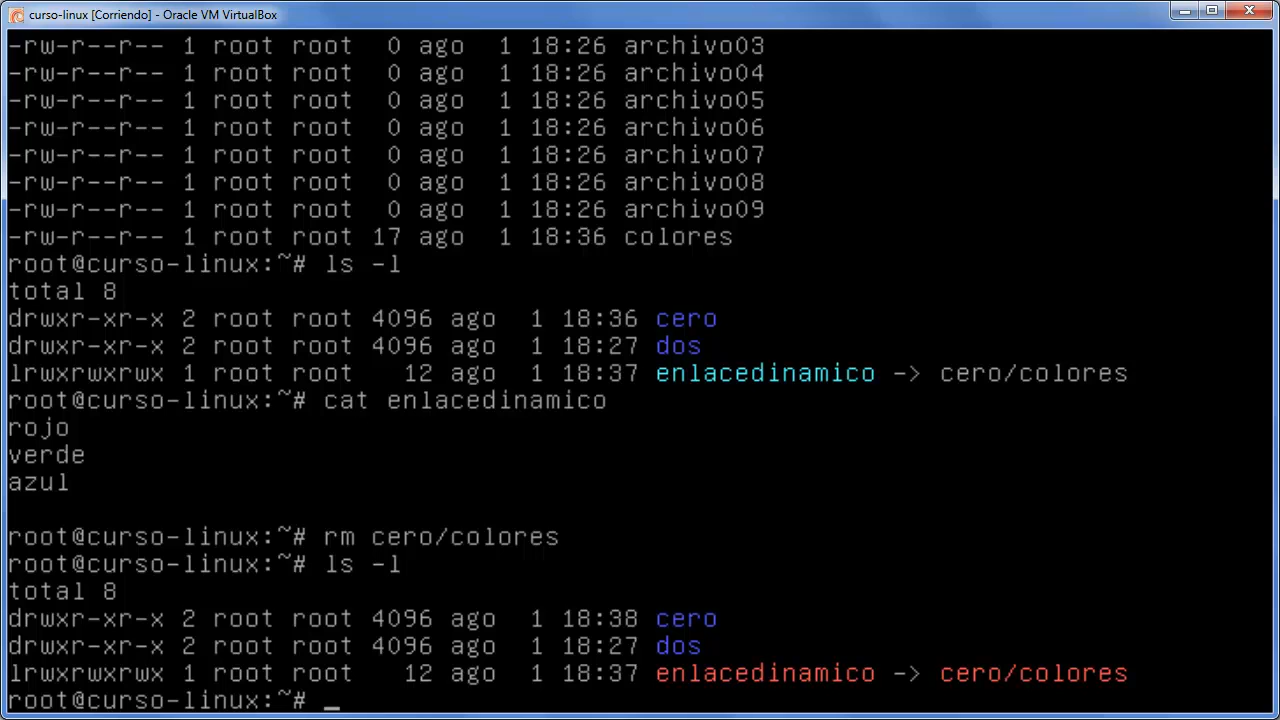 curso-linux [Corriendo] - Oracle VM VirtualBox
-rw-r--r-- 1 root root  0 ago  1 18:26 archivo03
-rw-r--r-- 1 root root  0 ago  1 18:26 archivo04
-rw-r--r-- 1 root root  0 ago  1 18:26 archivo05
-rw-r--r-- 1 root root  0 ago  1 18:26 archivo06
-rw-r--r-- 1 root root  0 ago  1 18:26 archivo07
-rw-r--r-- 1 root root  0 ago  1 18:26 archivo08
-rw-r--r-- 1 root root  0 ago  1 18:26 archivo09
-rw-r--r-- 1 root root 17 ago  1 18:36 colores
root@curso-linux:~# ls -l
total 8
drwxr-xr-x 2 root root 4096 ago  1 18:36 cero
drwxr-xr-x 2 root root 4096 ago  1 18:27 dos
lrwxrwxrwx 1 root root   12 ago  1 18:37 enlacedinamico -> cero/colores
root@curso-linux:~# cat enlacedinamico
rojo
verde
azul
root@curso-linux:~# rm cero/colores
root@curso-linux:~# ls -l
total 8
drwxr-xr-x 2 root root 4096 ago  1 18:38 cero
drwxr-xr-x 2 root root 4096 ago  1 18:27 dos
lrwxrwxrwx 1 root root   12 ago  1 18:37 enlacedinamico -> cero/colores
root@curso-linux:~# _